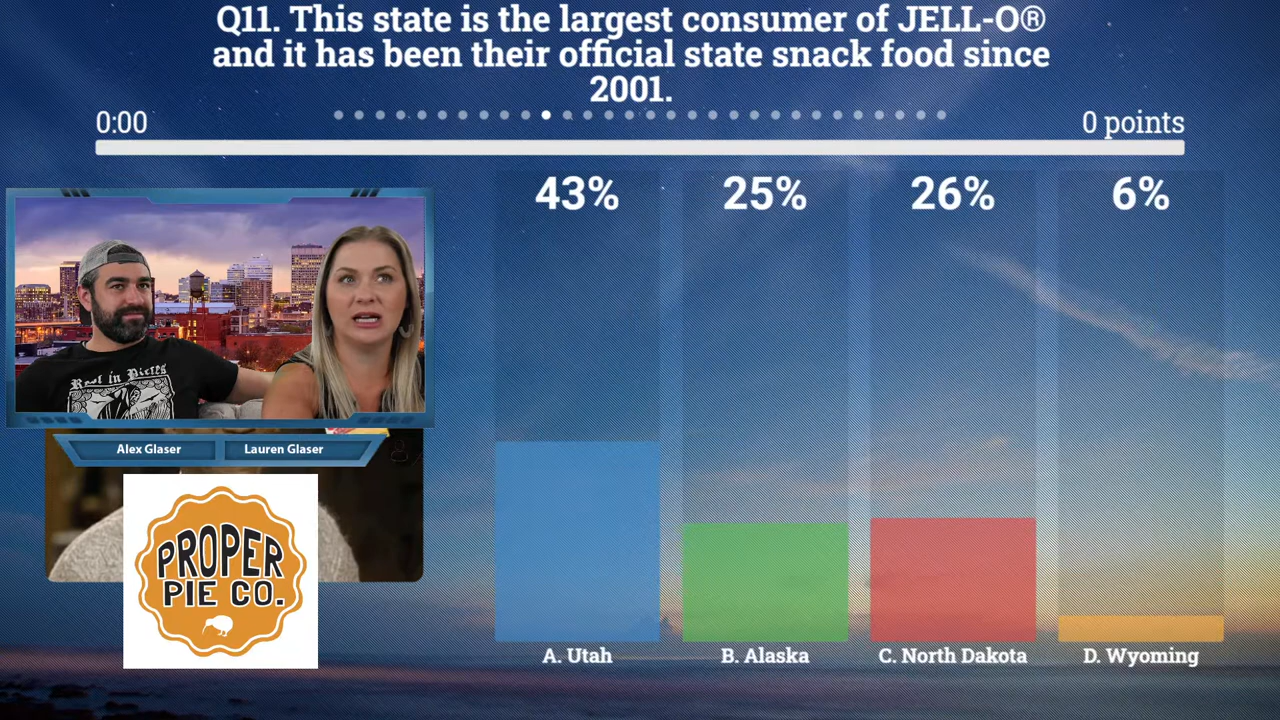 Q11. This state is the largest consumer of JELL-O®
and it has been their official state snack food since
2001.
0:00
0 points
43%
25%
26%
6%
Rest in Pieces
Alex Glaser
Lauren Glaser
PROPER
PIE CO.
A. Utah
B. Alaska
C. North Dakota
D. Wyoming